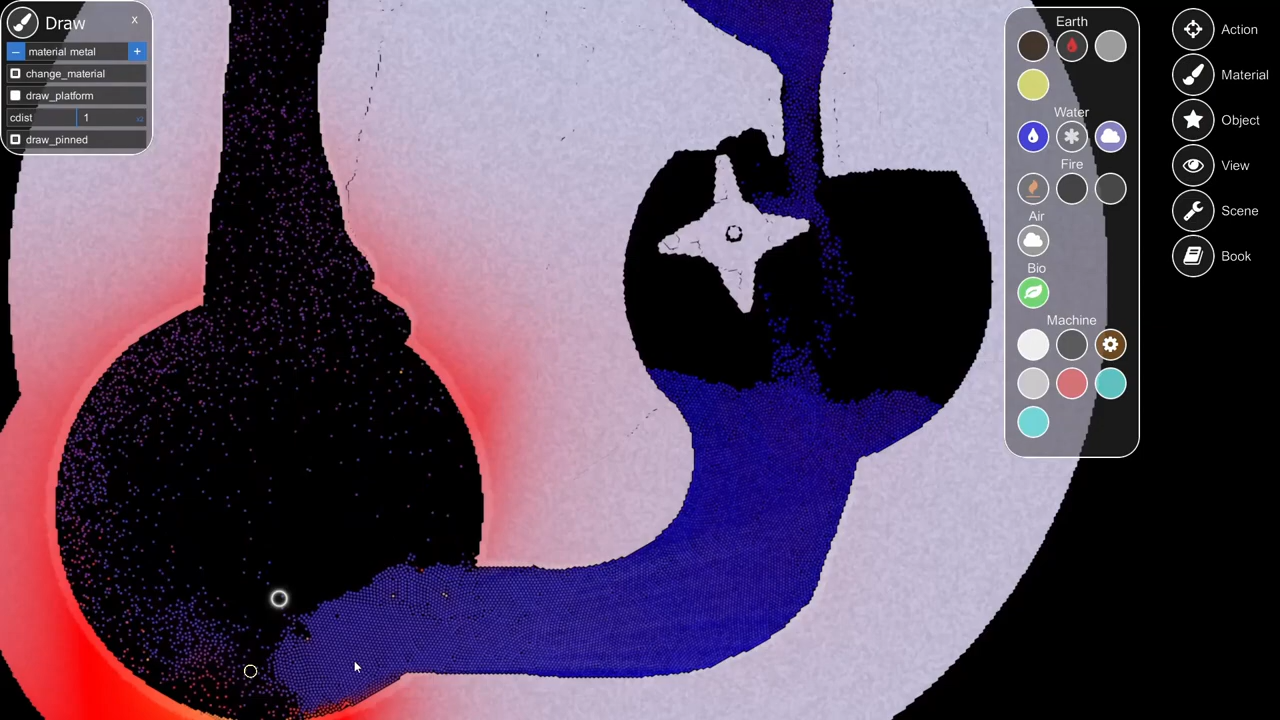 Draw x
– material metal +
change_material
draw_platform
cdist 1 x2
draw_pinned
Earth
Water
Fire
Air
Bio
Machine
Action
Material
Object
View
Scene
Book